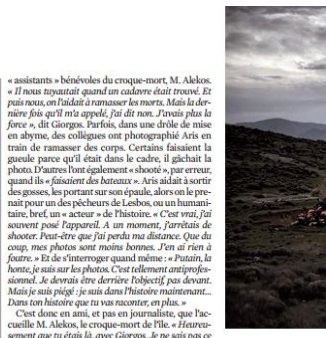 « assistants » bénévoles du croque-mort, M. Alekos.
« Il nous tuyautait quand un cadavre était trouvé. Et
puis nous, on l'aidait à ramasser les morts. Mais la der-
nière fois qu'il m'a appelé, j'ai dit non. J'avais plus la
force », dit Giorgos. Parfois, dans une drôle de mise
en abyme, des collègues ont photographié Aris en
train de ramasser des corps. Certains faisaient la
gueule parce qu'il était dans le cadre, il gâchait la
photo. D'autres l'ont également « shooté », par erreur,
quand ils « faisaient des bateaux ». Aris aidait à sortir
des gosses, les portant sur son épaule, alors on le pre-
nait pour un des pêcheurs de Lesbos, ou un humani-
taire, bref, un « acteur » de l'histoire. « C'est vrai, j'ai
souvent posé l'appareil. A un moment, j'arrêtais de
shooter. Peut-être que j'ai perdu ma distance. Que du
coup, mes photos sont moins bonnes. J'en ai rien à
foutre. » Et de s'interroger quand même : « Putain, la
honte, je suis sur les photos. C'est tellement antiprofes-
sionnel. Je devrais être derrière l'objectif, pas devant.
Mais je suis piégé : je suis dans l'histoire maintenant...
Dans ton histoire que tu vas raconter, en plus. »
C'est donc en ami, et pas en journaliste, que l'ac-
cueille M. Alekos, le croque-mort de l'île. « Heureu-
sement que tu étais là, avec Giorgos. Je ne sais pas ce